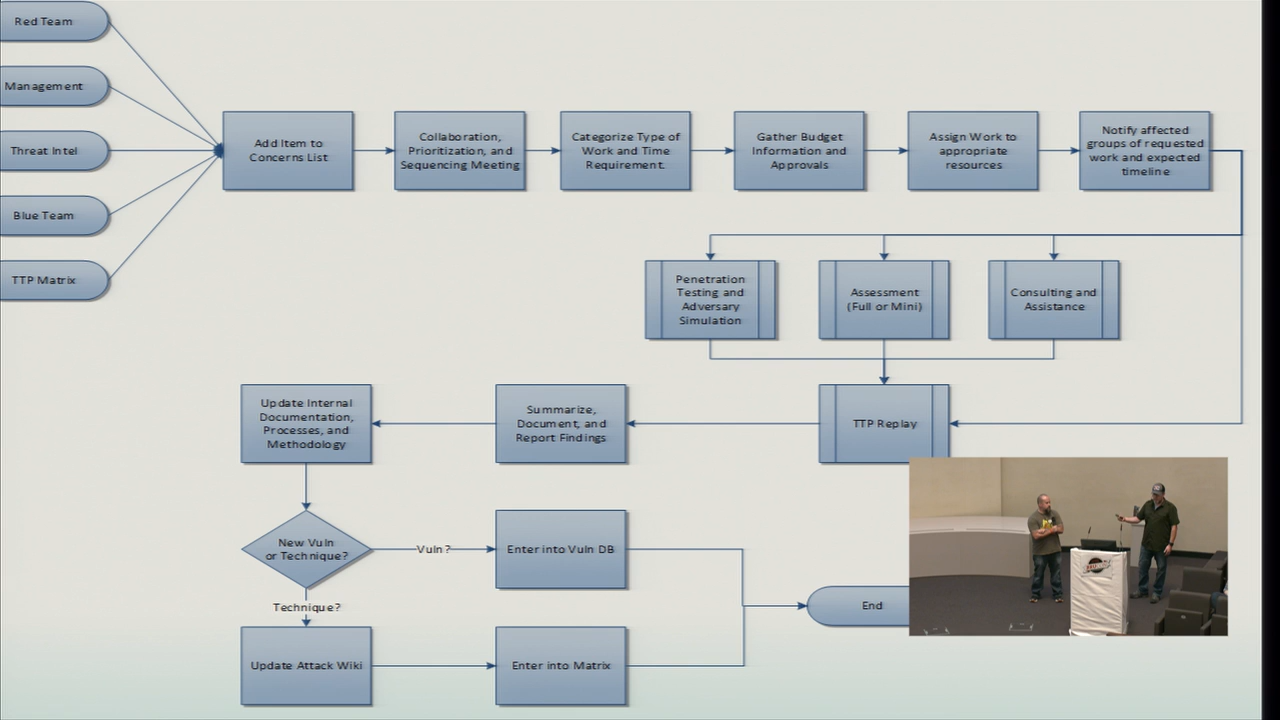 Red Team
Management
Threat Intel
Blue Team
TTP Matrix
Add Item to
Concerns List
Collaboration,
Prioritization, and
Sequencing Meeting
Categorize Type of
Work and Time
Requirement.
Gather Budget
Information and
Approvals
Assign Work to
appropriate
resources
Notify affected
groups of requested
work and expected
timeline
Penetration
Testing and
Adversary
Simulation
Assessment
(Full or Mini)
Consulting and
Assistance
TTP Replay
Summarize,
Document, and
Report Findings
Update Internal
Documentation,
Processes, and
Methodology
New Vuln
or Technique?
Vuln?
Enter into Vuln DB
Technique?
Update Attack Wiki
Enter into Matrix
End